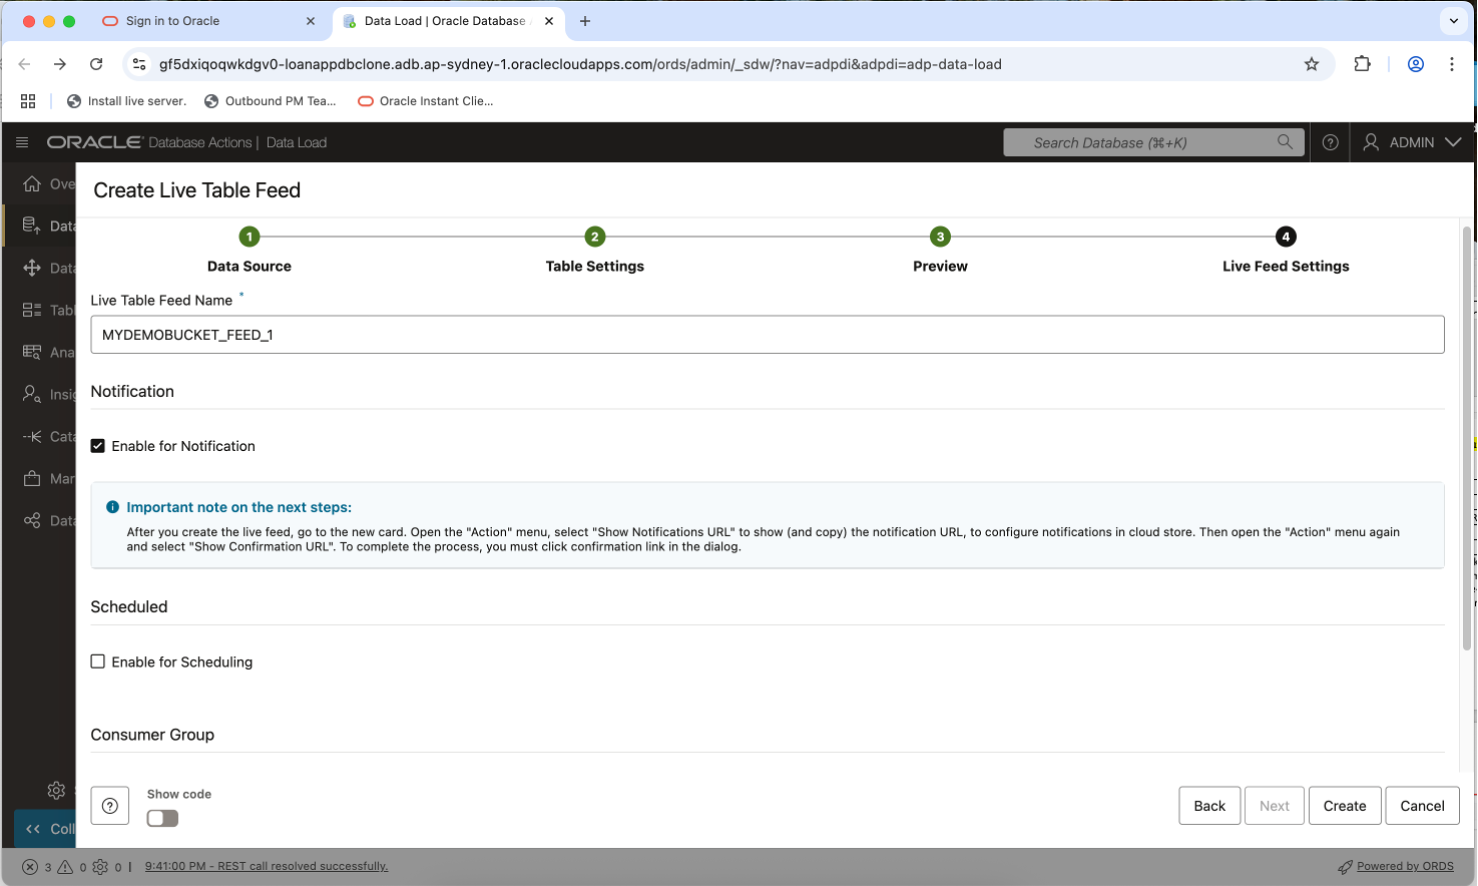 Sign in to Oracle
Data Load | Oracle Database
gf5dxiqoqwkdgv0-loanappdbclone.adb.ap-sydney-1.oraclecloudapps.com/ords/admin/_sdw/?nav=adpdi&adpdi=adp-data-load
Install live server.
Outbound PM Tea...
Oracle Instant Clie...
ORACLE Database Actions | Data Load
Search Database (⌘+K)
ADMIN
Ove
Data
Data
Tabl
Ana
Insig
Cata
Mar
Data
Coll
Create Live Table Feed
1
2
3
4
Data Source
Table Settings
Preview
Live Feed Settings
Live Table Feed Name *
MYDEMOBUCKET_FEED_1
Notification
Enable for Notification
Important note on the next steps:
After you create the live feed, go to the new card. Open the "Action" menu, select "Show Notifications URL" to show (and copy) the notification URL, to configure notifications in cloud store. Then open the "Action" menu again
and select "Show Confirmation URL". To complete the process, you must click confirmation link in the dialog.
Scheduled
Enable for Scheduling
Consumer Group
Show code
Back
Next
Create
Cancel
3 0 0 | 9:41:00 PM - REST call resolved successfully.
Powered by ORDS